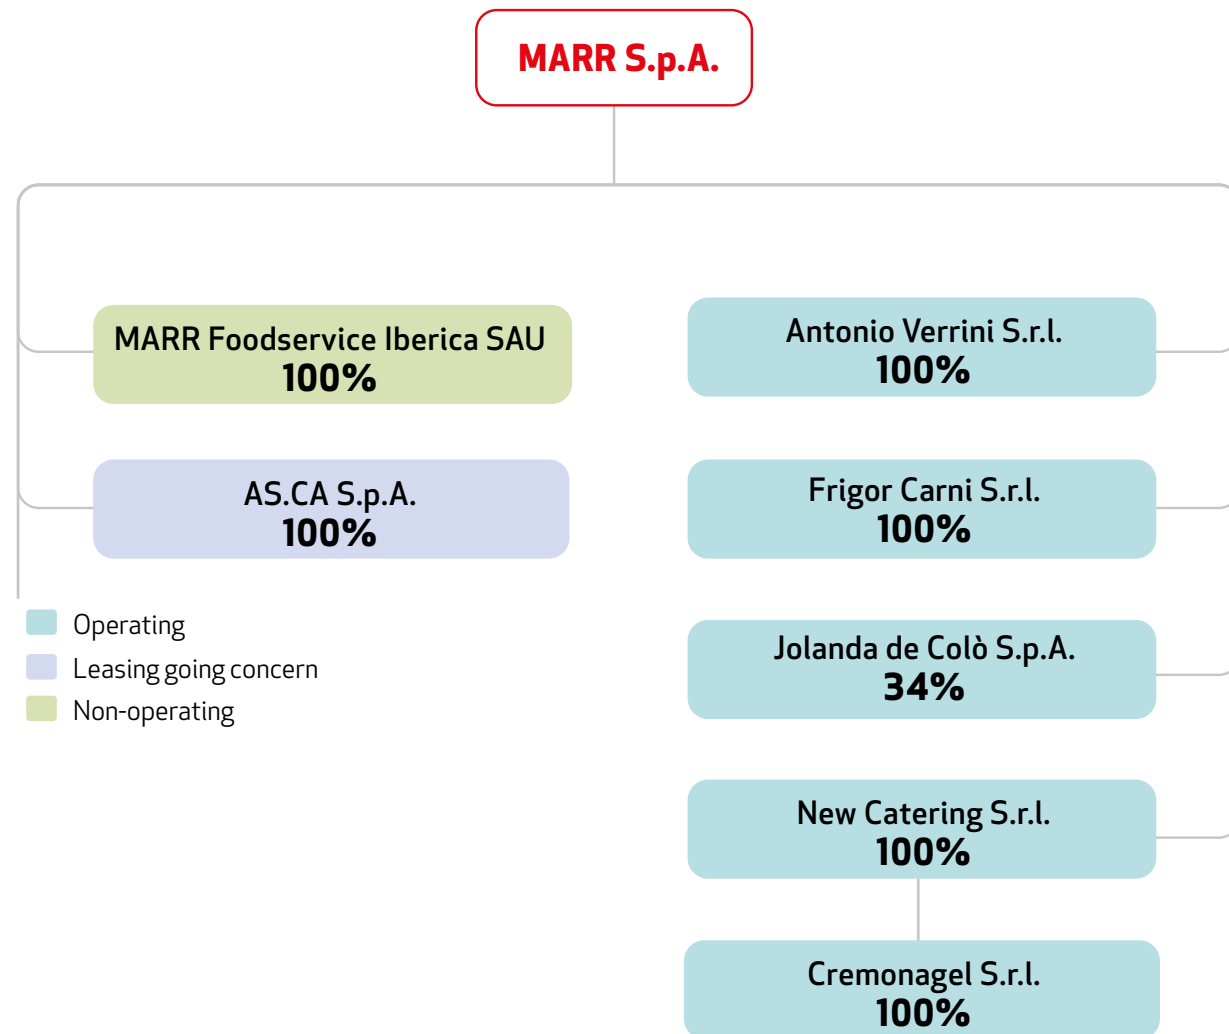 MARR S.p.A.
MARR Foodservice Iberica SAU
100%
AS.CA S.p.A.
100%
Operating
Leasing going concern
Non-operating
Antonio Verrini S.r.l.
100%
Frigor Carni S.r.l.
100%
Jolanda de Colò S.p.A.
34%
New Catering S.r.l.
100%
Cremonagel S.r.l.
100%